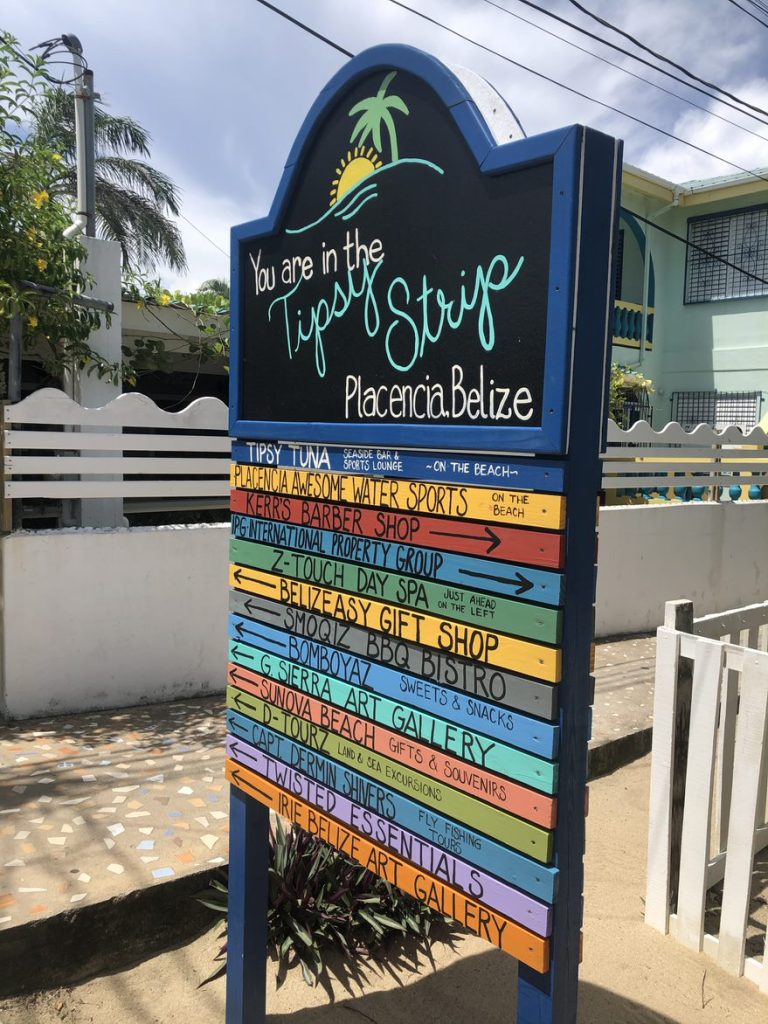 You are in the
Tipsy Strip
Placencia.Belize
TIPSY TUNA SEASIDE BAR & SPORTS LOUNGE ~ON THE BEACH~
PLACENCIA AWESOME WATER SPORTS ON THE BEACH
KERR'S BARBER SHOP
IPG INTERNATIONAL PROPERTY GROUP
Z-TOUCH DAY SPA JUST AHEAD ON THE LEFT
BELIZEASY GIFT SHOP
SMOQIZ BBQ BISTRO
BOMBOYAZ SWEETS & SNACKS
G. SIERRA ART GALLERY
SUNOVA BEACH GIFTS & SOUVENIRS
D-TOURZ LAND & SEA EXCURSIONS
CAPT. DERMIN SHIVERS FLY FISHING TOURS
TWISTED ESSENTIALS
IRIE BELIZE ART GALLERY